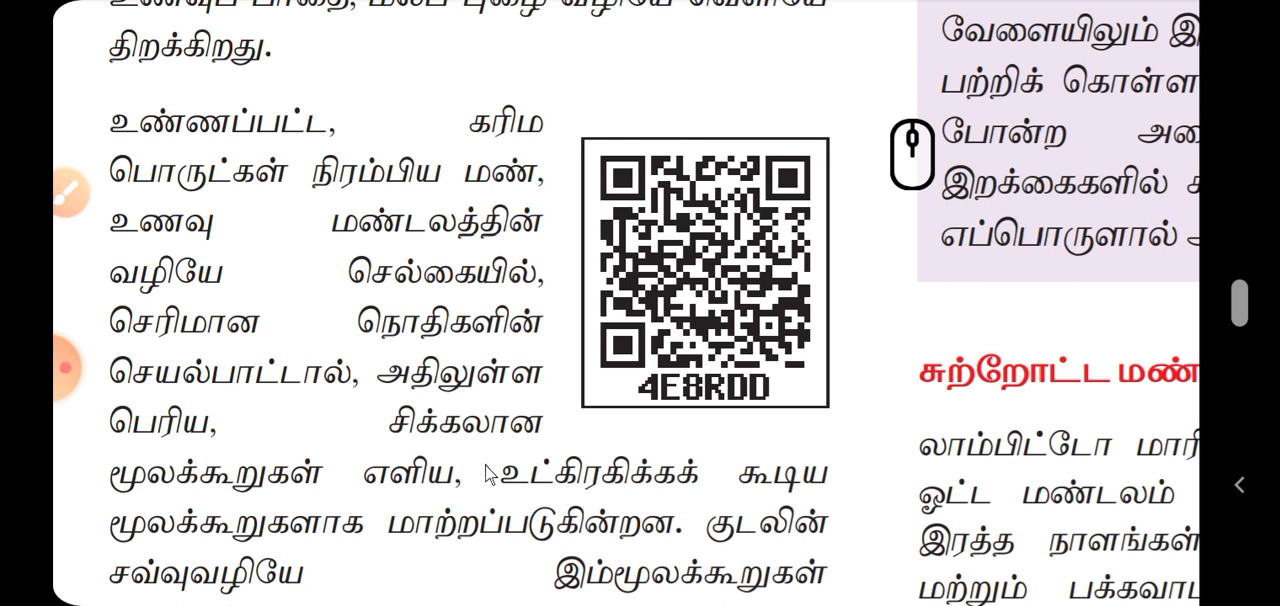 திறக்கிறது.
உண்ணப்பட்ட, கரிம
பொருட்கள் நிரம்பிய மண்,
உணவு மண்டலத்தின்
வழியே செல்கையில்,
செரிமான நொதிகளின்
செயல்பாட்டால், அதிலுள்ள
பெரிய, சிக்கலான
மூலக்கூறுகள் எளிய, உட்கிரகிக்கக் கூடிய
மூலக்கூறுகளாக மாற்றப்படுகின்றன. குடலின்
சவ்வுவழியே இம்மூலக்கூறுகள்
4E8RDD
வேளையிலும்
பற்றிக் கொள்ள
போன்ற
இறக்கைகளில்
எப்பொருளால்
சுற்றோட்ட மண்
லாம்பிட்டோ மாரி
ஓட்ட மண்டலம்
இரத்த நாளங்கள்
மற்றும்